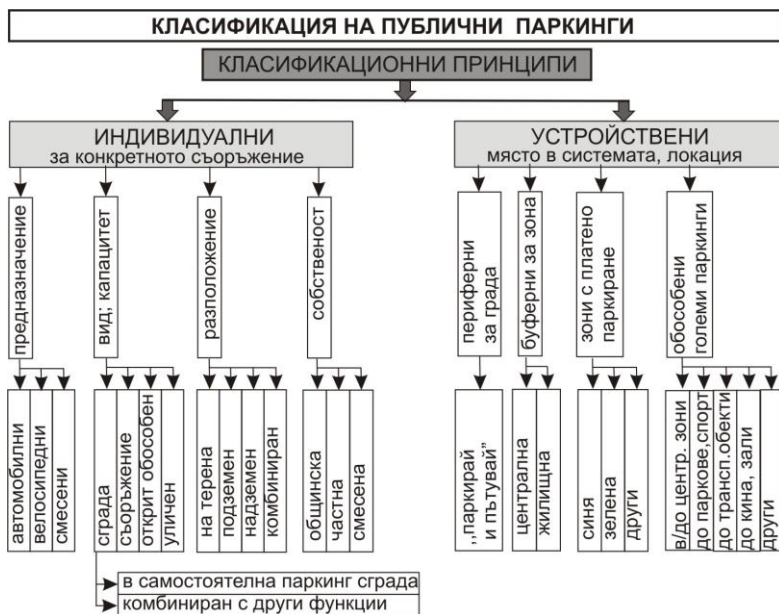 КЛАСИФИКАЦИЯ НА ПУБЛИЧНИ ПАРКИНГИ
КЛАСИФИКАЦИОННИ ПРИНЦИПИ
ИНДИВИДУАЛНИ
за конкретното съоръжение
предназначение
автомобилни
велосипедни
смесени
вид; капацитет
сграда
съоръжение
открит обособен
уличен
в самостоятелна паркинг сграда
комбиниран с други функции
разположение
на терена
подземен
надземен
комбиниран
собственост
общинска
частна
смесена
УСТРОЙСТВЕНИ
място в системата, локация
периферни
за града
,,паркирай
и пътувай”
буферни за зона
централна
жилищна
зони с платено
паркиране
синя
зелена
други
обособени
големи паркинги
в/до центр. зони
до паркове,спорт
до трансп.обекти
до кина, зали
други